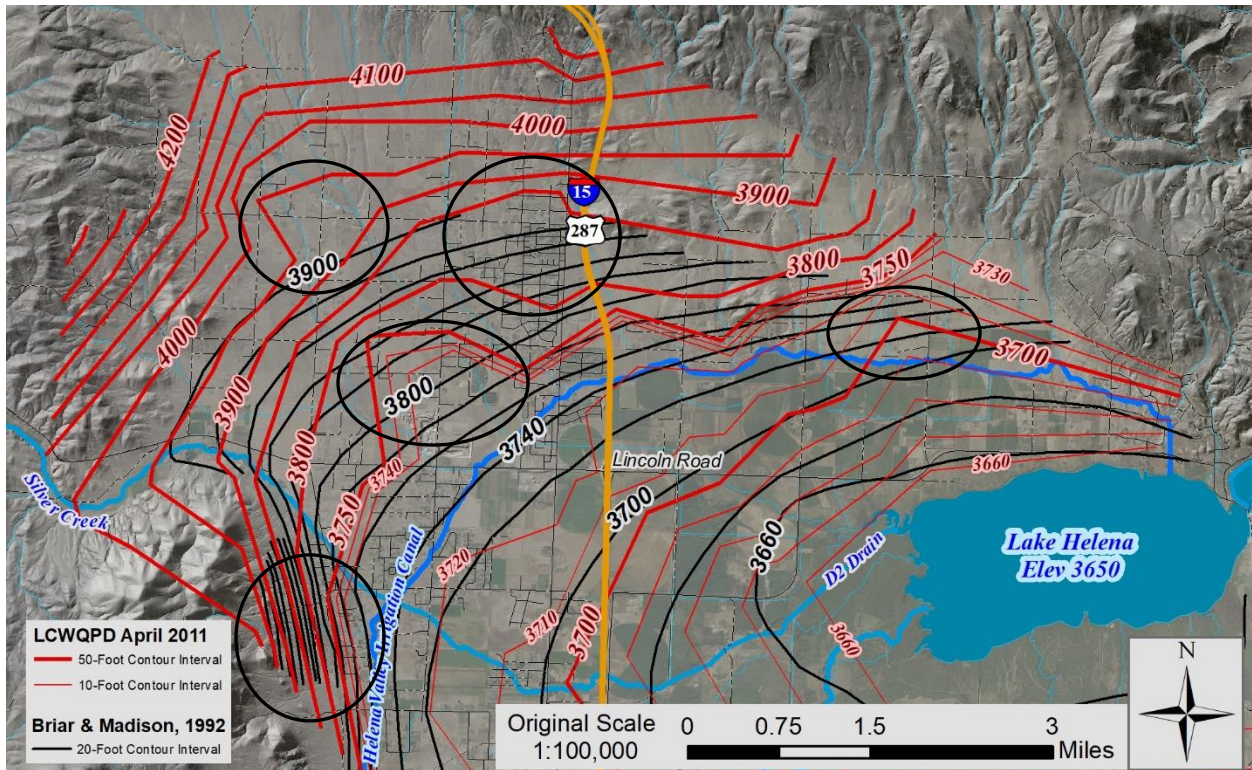 4100
4200
4000
15
3900
287
3900
3800
3750
3730
4000
3700
3900
3800
3740
3800
Lincoln Road
3740
3660
Silver Creek
3750
3700
3660
Lake Helena
Elev 3650
3720
D2 Drain
3710
3700
3660
Helena Valley Irrigation Canal
LCWQPD April 2011
50-Foot Contour Interval
10-Foot Contour Interval
Briar & Madison, 1992
20-Foot Contour Interval
Original Scale
1:100,000
0 0.75 1.5 3
Miles
N